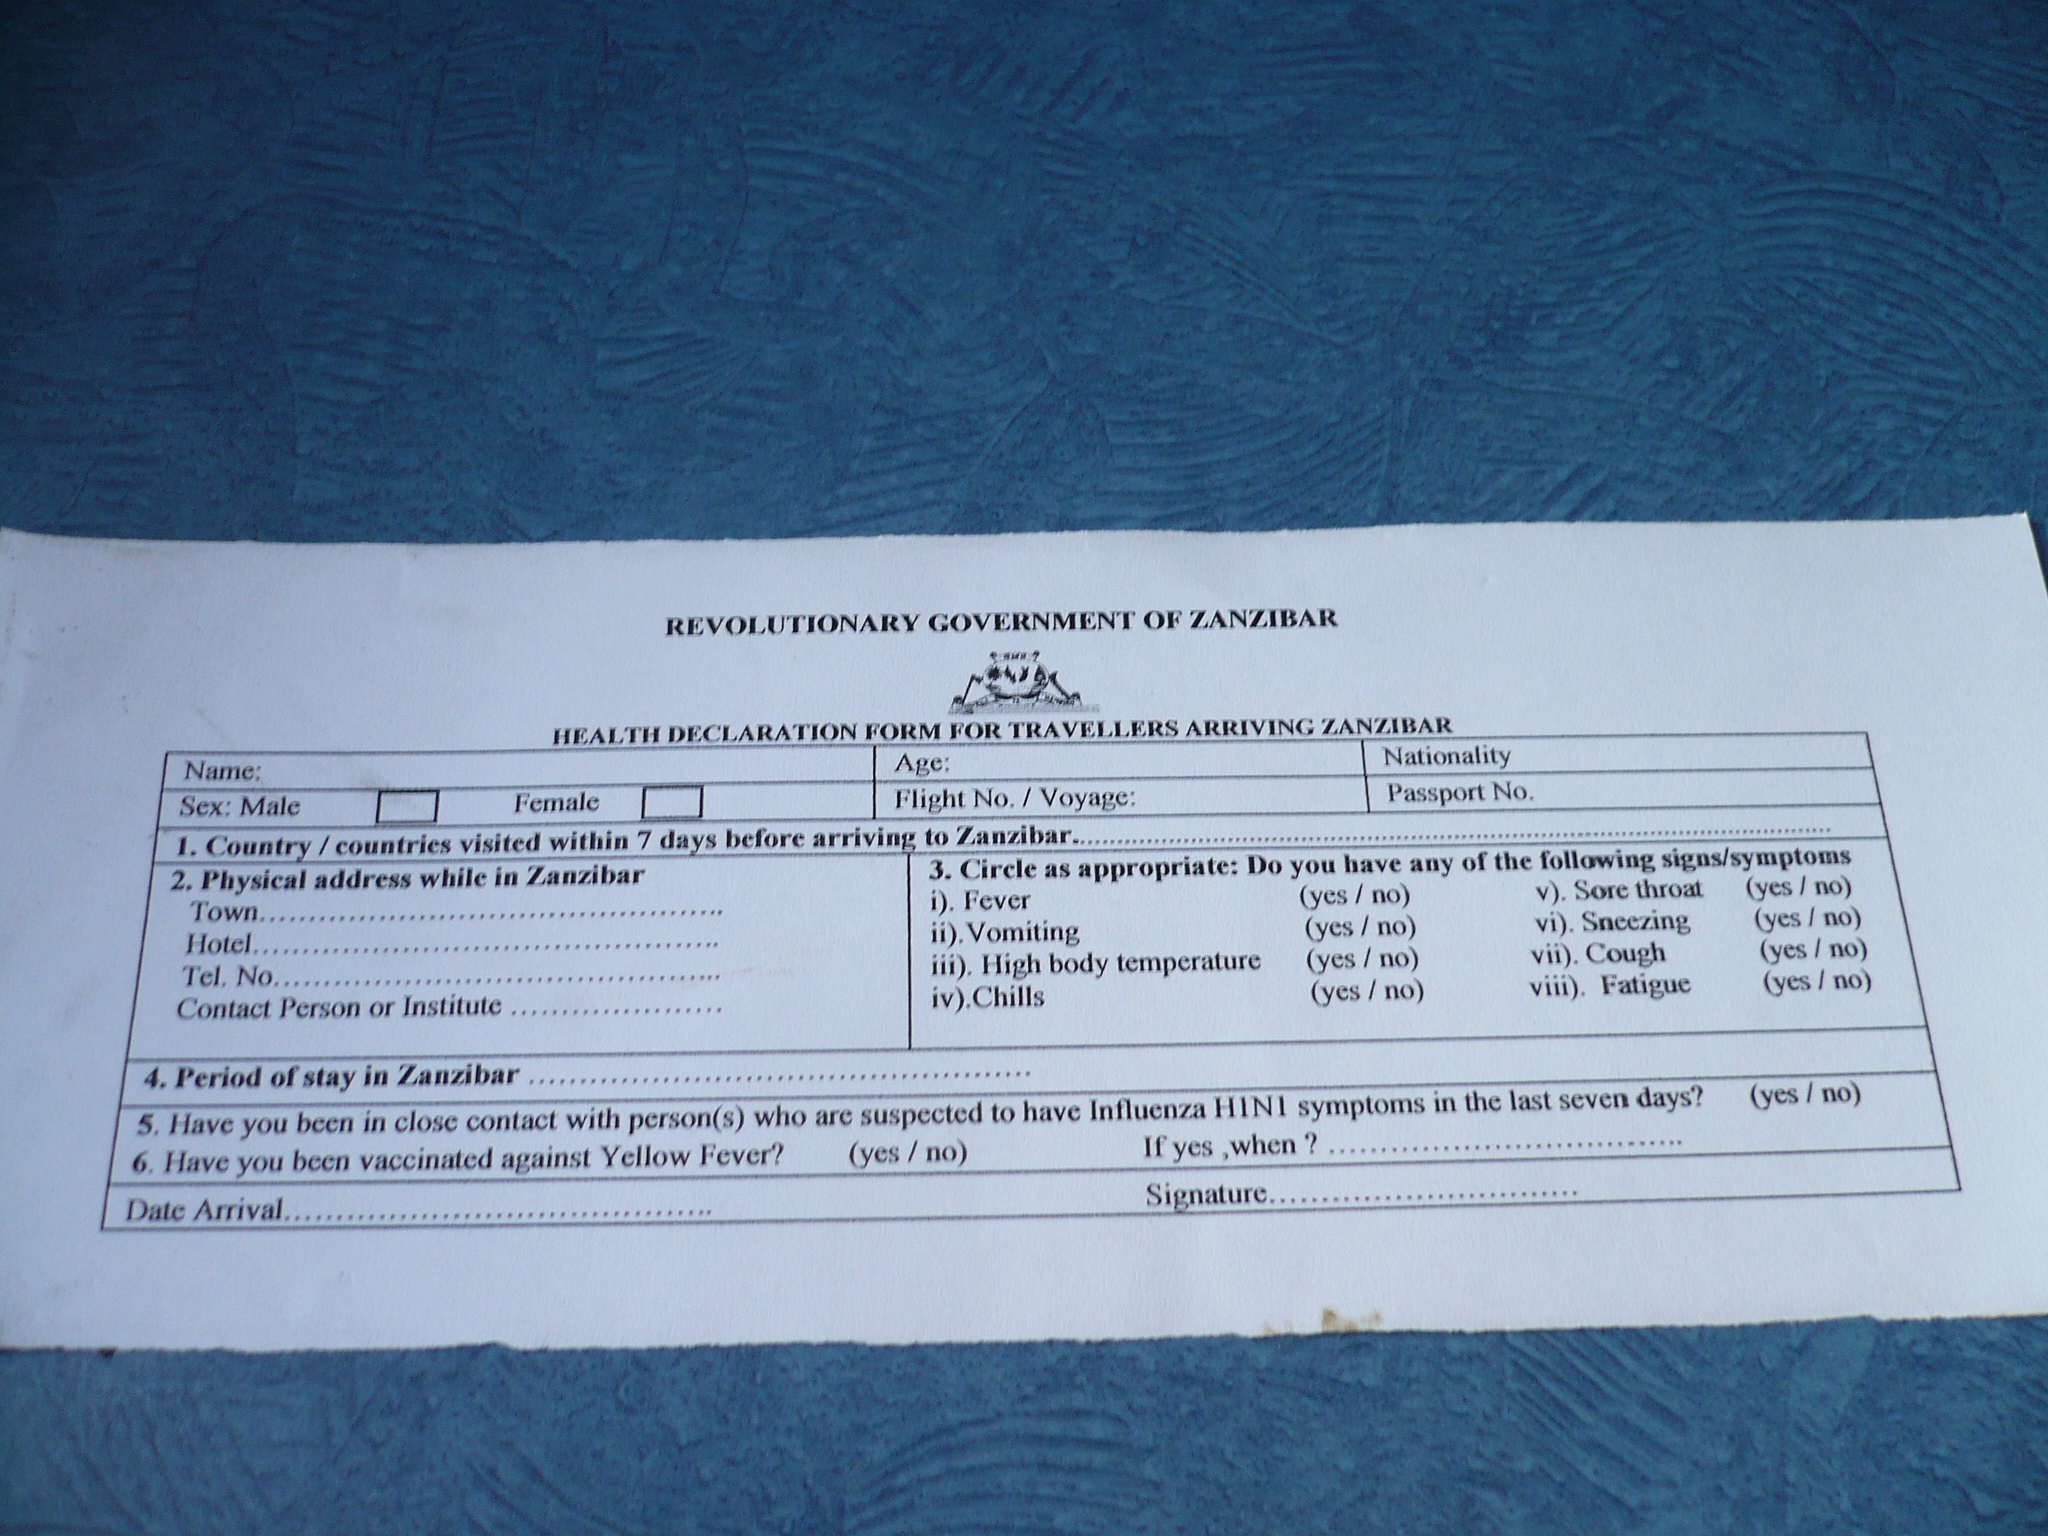 REVOLUTIONARY GOVERNMENT OF ZANZIBAR
HEALTH DECLARATION FORM FOR TRAVELLERS ARRIVING ZANZIBAR
Name: Age: Nationality
Sex: Male Female Flight No. / Voyage: Passport No.
1. Country / countries visited within 7 days before arriving to Zanzibar..........................................................................................
2. Physical address while in Zanzibar
Town..................................................
Hotel..................................................
Tel. No................................................
Contact Person or Institute ......................
3. Circle as appropriate: Do you have any of the following signs/symptoms
i). Fever (yes / no) v). Sore throat (yes / no)
ii).Vomiting (yes / no) vi). Sneezing (yes / no)
iii). High body temperature (yes / no) vii). Cough (yes / no)
iv).Chills (yes / no) viii). Fatigue (yes / no)
4. Period of stay in Zanzibar ..................................................
5. Have you been in close contact with person(s) who are suspected to have Influenza H1N1 symptoms in the last seven days? (yes / no)
6. Have you been vaccinated against Yellow Fever? (yes / no) If yes ,when ? ...................................
Date Arrival.......................................... Signature..............................